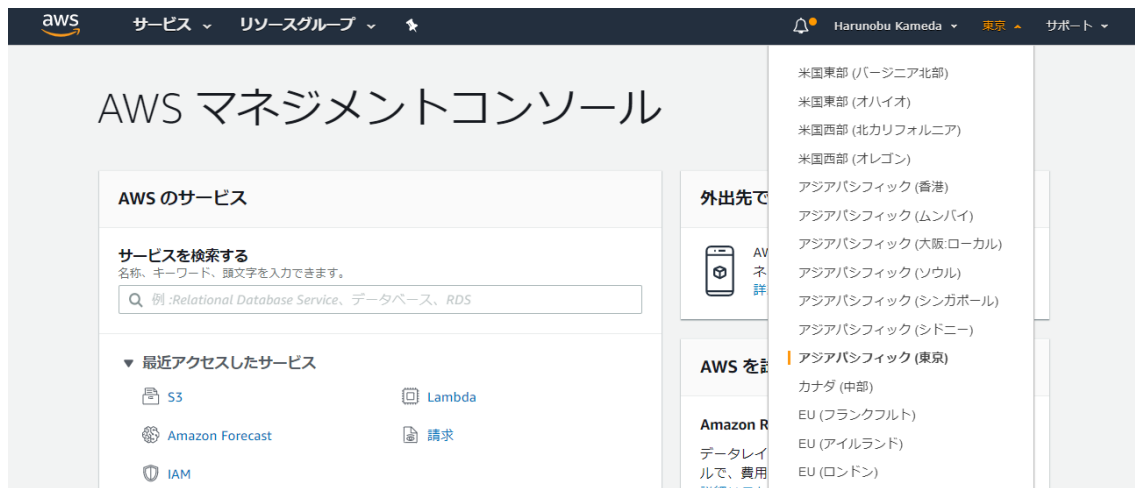 aws サービス リソースグループ Harunobu Kameda 東京 サポート
AWS マネジメントコンソール
AWS のサービス
サービスを検索する
名称、キーワード、頭文字を入力できます。
例 :Relational Database Service、データベース、RDS
最近アクセスしたサービス
S3
Lambda
Amazon Forecast
請求
IAM
外出先で
AW
ネ
詳
AWS を試
Amazon R
データレイ
ルで、費用
米国東部 (バージニア北部)
米国東部 (オハイオ)
米国西部 (北カリフォルニア)
米国西部 (オレゴン)
アジアパシフィック (香港)
アジアパシフィック (ムンバイ)
アジアパシフィック (大阪:ローカル)
アジアパシフィック (ソウル)
アジアパシフィック (シンガポール)
アジアパシフィック (シドニー)
アジアパシフィック (東京)
カナダ (中部)
EU (フランクフルト)
EU (アイルランド)
EU (ロンドン)